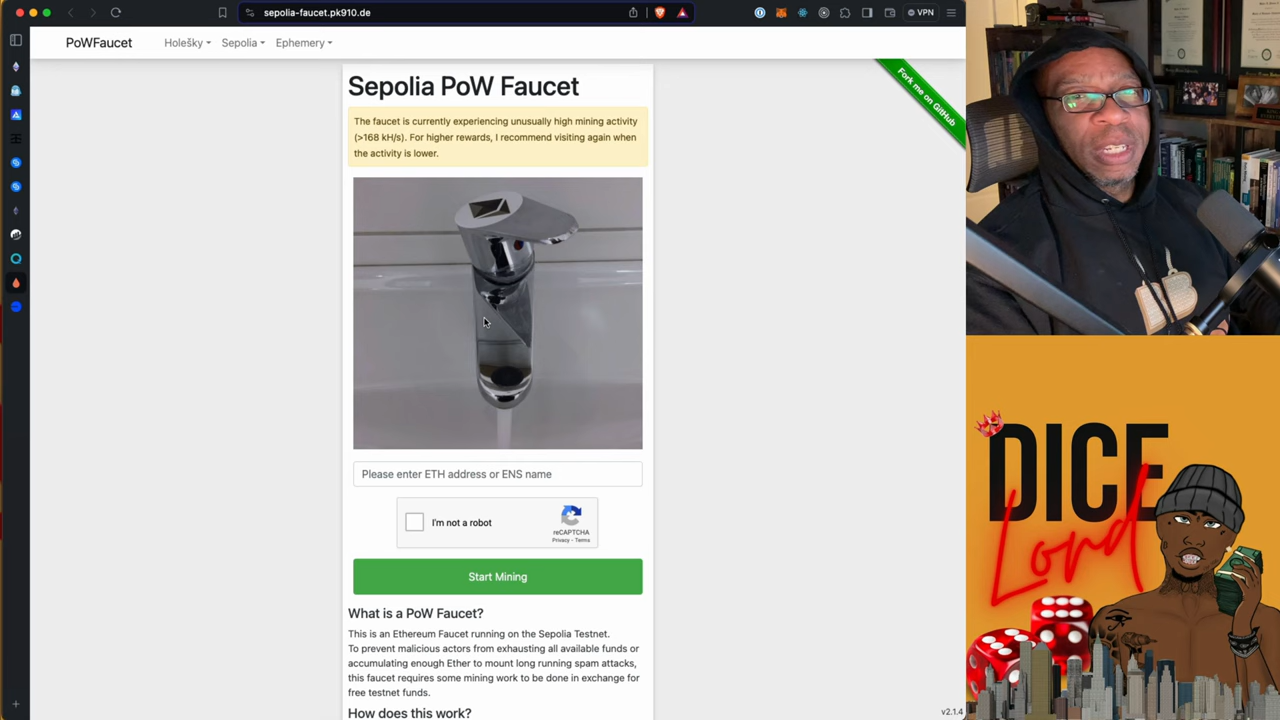 sepolia-faucet.pk910.de
VPN
PoWFaucet
Holešky
Sepolia
Ephemery
Fork me on GitHub
Sepolia PoW Faucet
The faucet is currently experiencing unusually high mining activity
(>168 kH/s). For higher rewards, I recommend visiting again when
the activity is lower.
Please enter ETH address or ENS name
I'm not a robot
reCAPTCHA
Privacy - Terms
Start Mining
What is a PoW Faucet?
This is an Ethereum Faucet running on the Sepolia Testnet.
To prevent malicious actors from exhausting all available funds or
accumulating enough Ether to mount long running spam attacks,
this faucet requires some mining work to be done in exchange for
free testnet funds.
How does this work?
v2.1.4
DICE
Lord